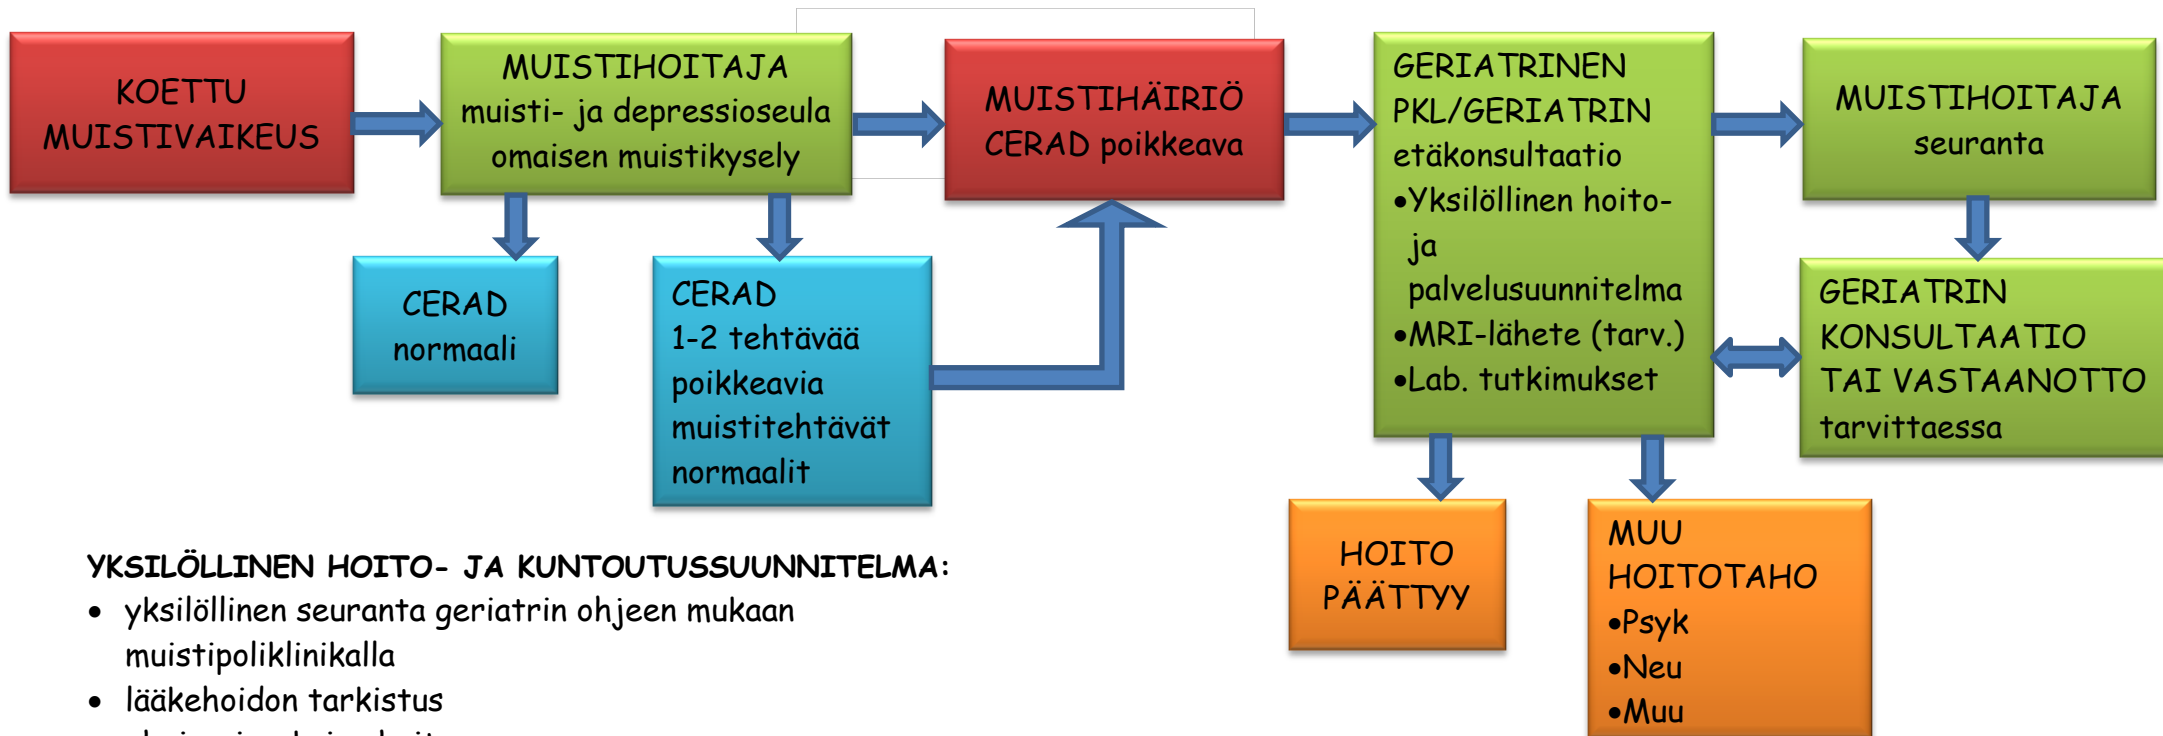 KOETTU
MUISTIVAIKEUS
MUISTIHOITAJA
muisti- ja depressioseula
omaisen muistikysely
MUISTIHÄIRIÖ
CERAD poikkeava
GERIATRINEN
PKL/GERIATRIN
etäkonsultaatio
•Yksilöllinen hoito-
ja
palvelusuunnitelma
•MRI-lähete (tarv.)
•Lab. tutkimukset
MUISTIHOITAJA
seuranta
CERAD
normaali
CERAD
1-2 tehtävää
poikkeavia
muistitehtävät
normaalit
GERIATRIN
KONSULTAATIO
TAI VASTAANOTTO
tarvittaessa
HOITO
PÄÄTTYY
MUU
HOITOTAHO
•Psyk
•Neu
•Muu
YKSILÖLLINEN HOITO- JA KUNTOUTUSSUUNNITELMA:
• yksilöllinen seuranta geriatrin ohjeen mukaan
muistipoliklinikalla
• lääkehoidon tarkistus